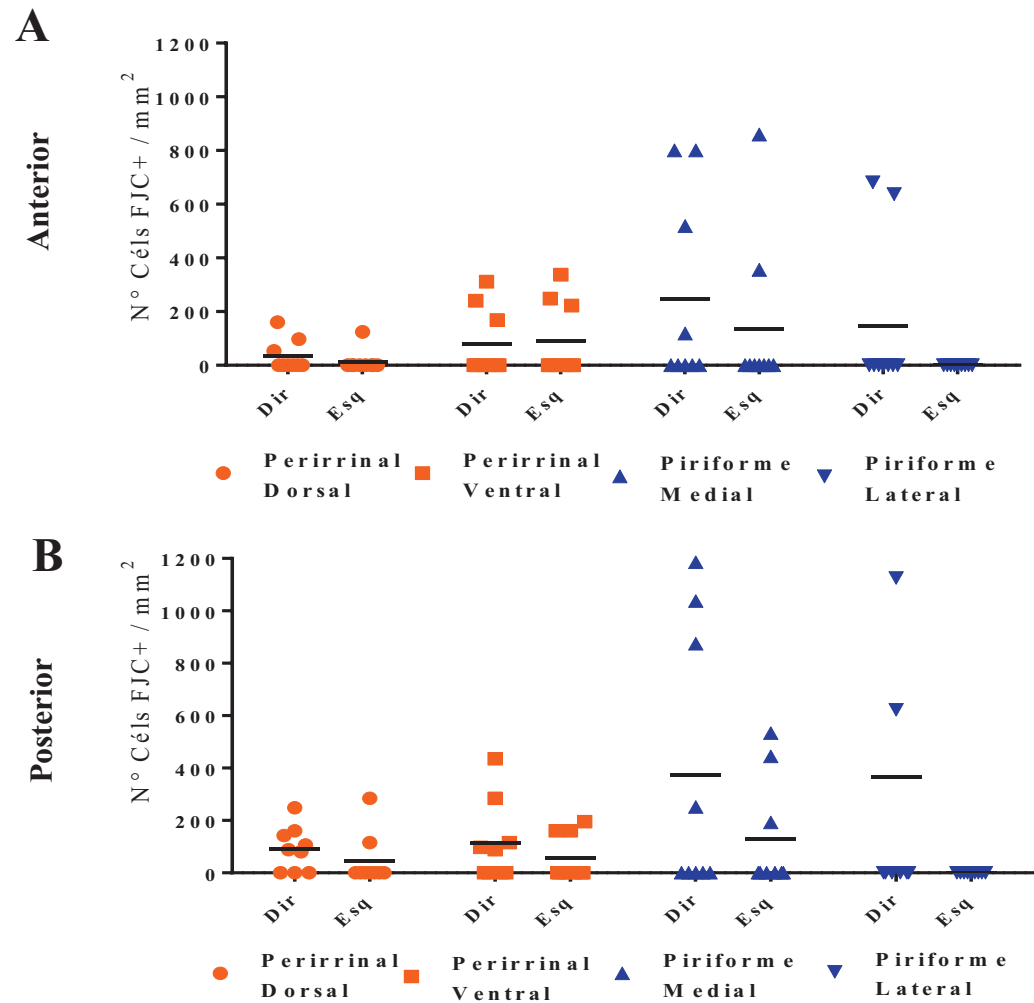 A
Anterior
N° Céls FJC+ / mm²
1200
1000
800
600
400
200
0
Dir
Esq
Dir
Esq
Dir
Esq
Dir
Esq
Perirrinal
Dorsal
Perirrinal
Ventral
Piriforme
Medial
Piriforme
Lateral
B
Posterior
N° Céls FJC+ / mm²
1200
1000
800
600
400
200
0
Dir
Esq
Dir
Esq
Dir
Esq
Dir
Esq
Perirrinal
Dorsal
Perirrinal
Ventral
Piriforme
Medial
Piriforme
Lateral